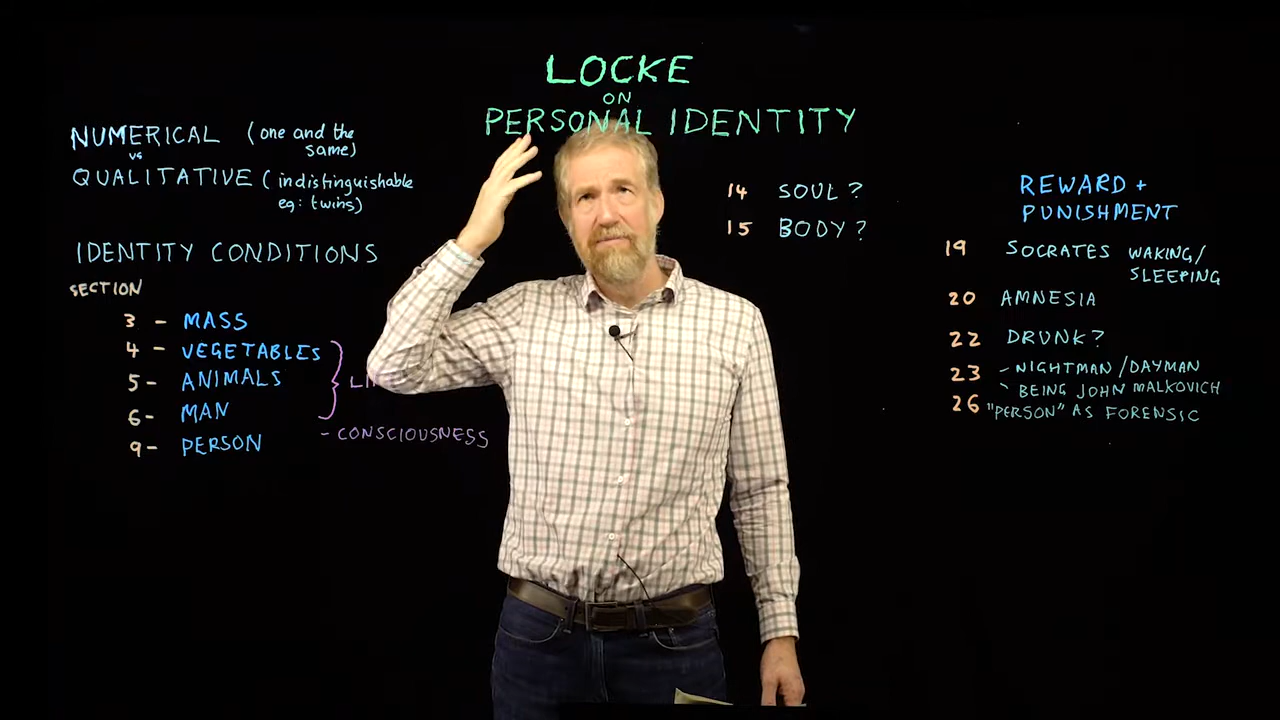 LOCKE
ON
PERSONAL IDENTITY
NUMERICAL (one and the
same)
vs
QUALITATIVE (indistinguishable
eg: twins)
IDENTITY CONDITIONS
SECTION
3 - MASS
4 - VEGETABLES
5 - ANIMALS
6 - MAN
9 - PERSON
- CONSCIOUSNESS
14 SOUL?
15 BODY?
REWARD +
PUNISHMENT
19 SOCRATES WAKING/
SLEEPING
20 AMNESIA
22 DRUNK?
23 - NIGHTMAN/DAYMAN
- BEING JOHN MALKOVICH
26 "PERSON" AS FORENSIC